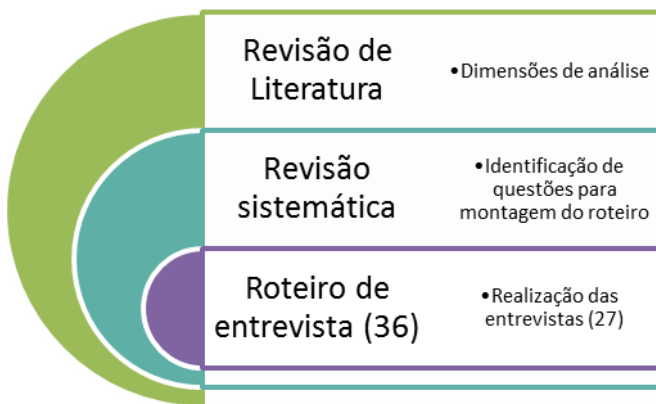 Revisão de
Literatura
•Dimensões de análise
Revisão
sistemática
•Identificação de
questões para
montagem do roteiro
Roteiro de
entrevista (36)
•Realização das
entrevistas (27)